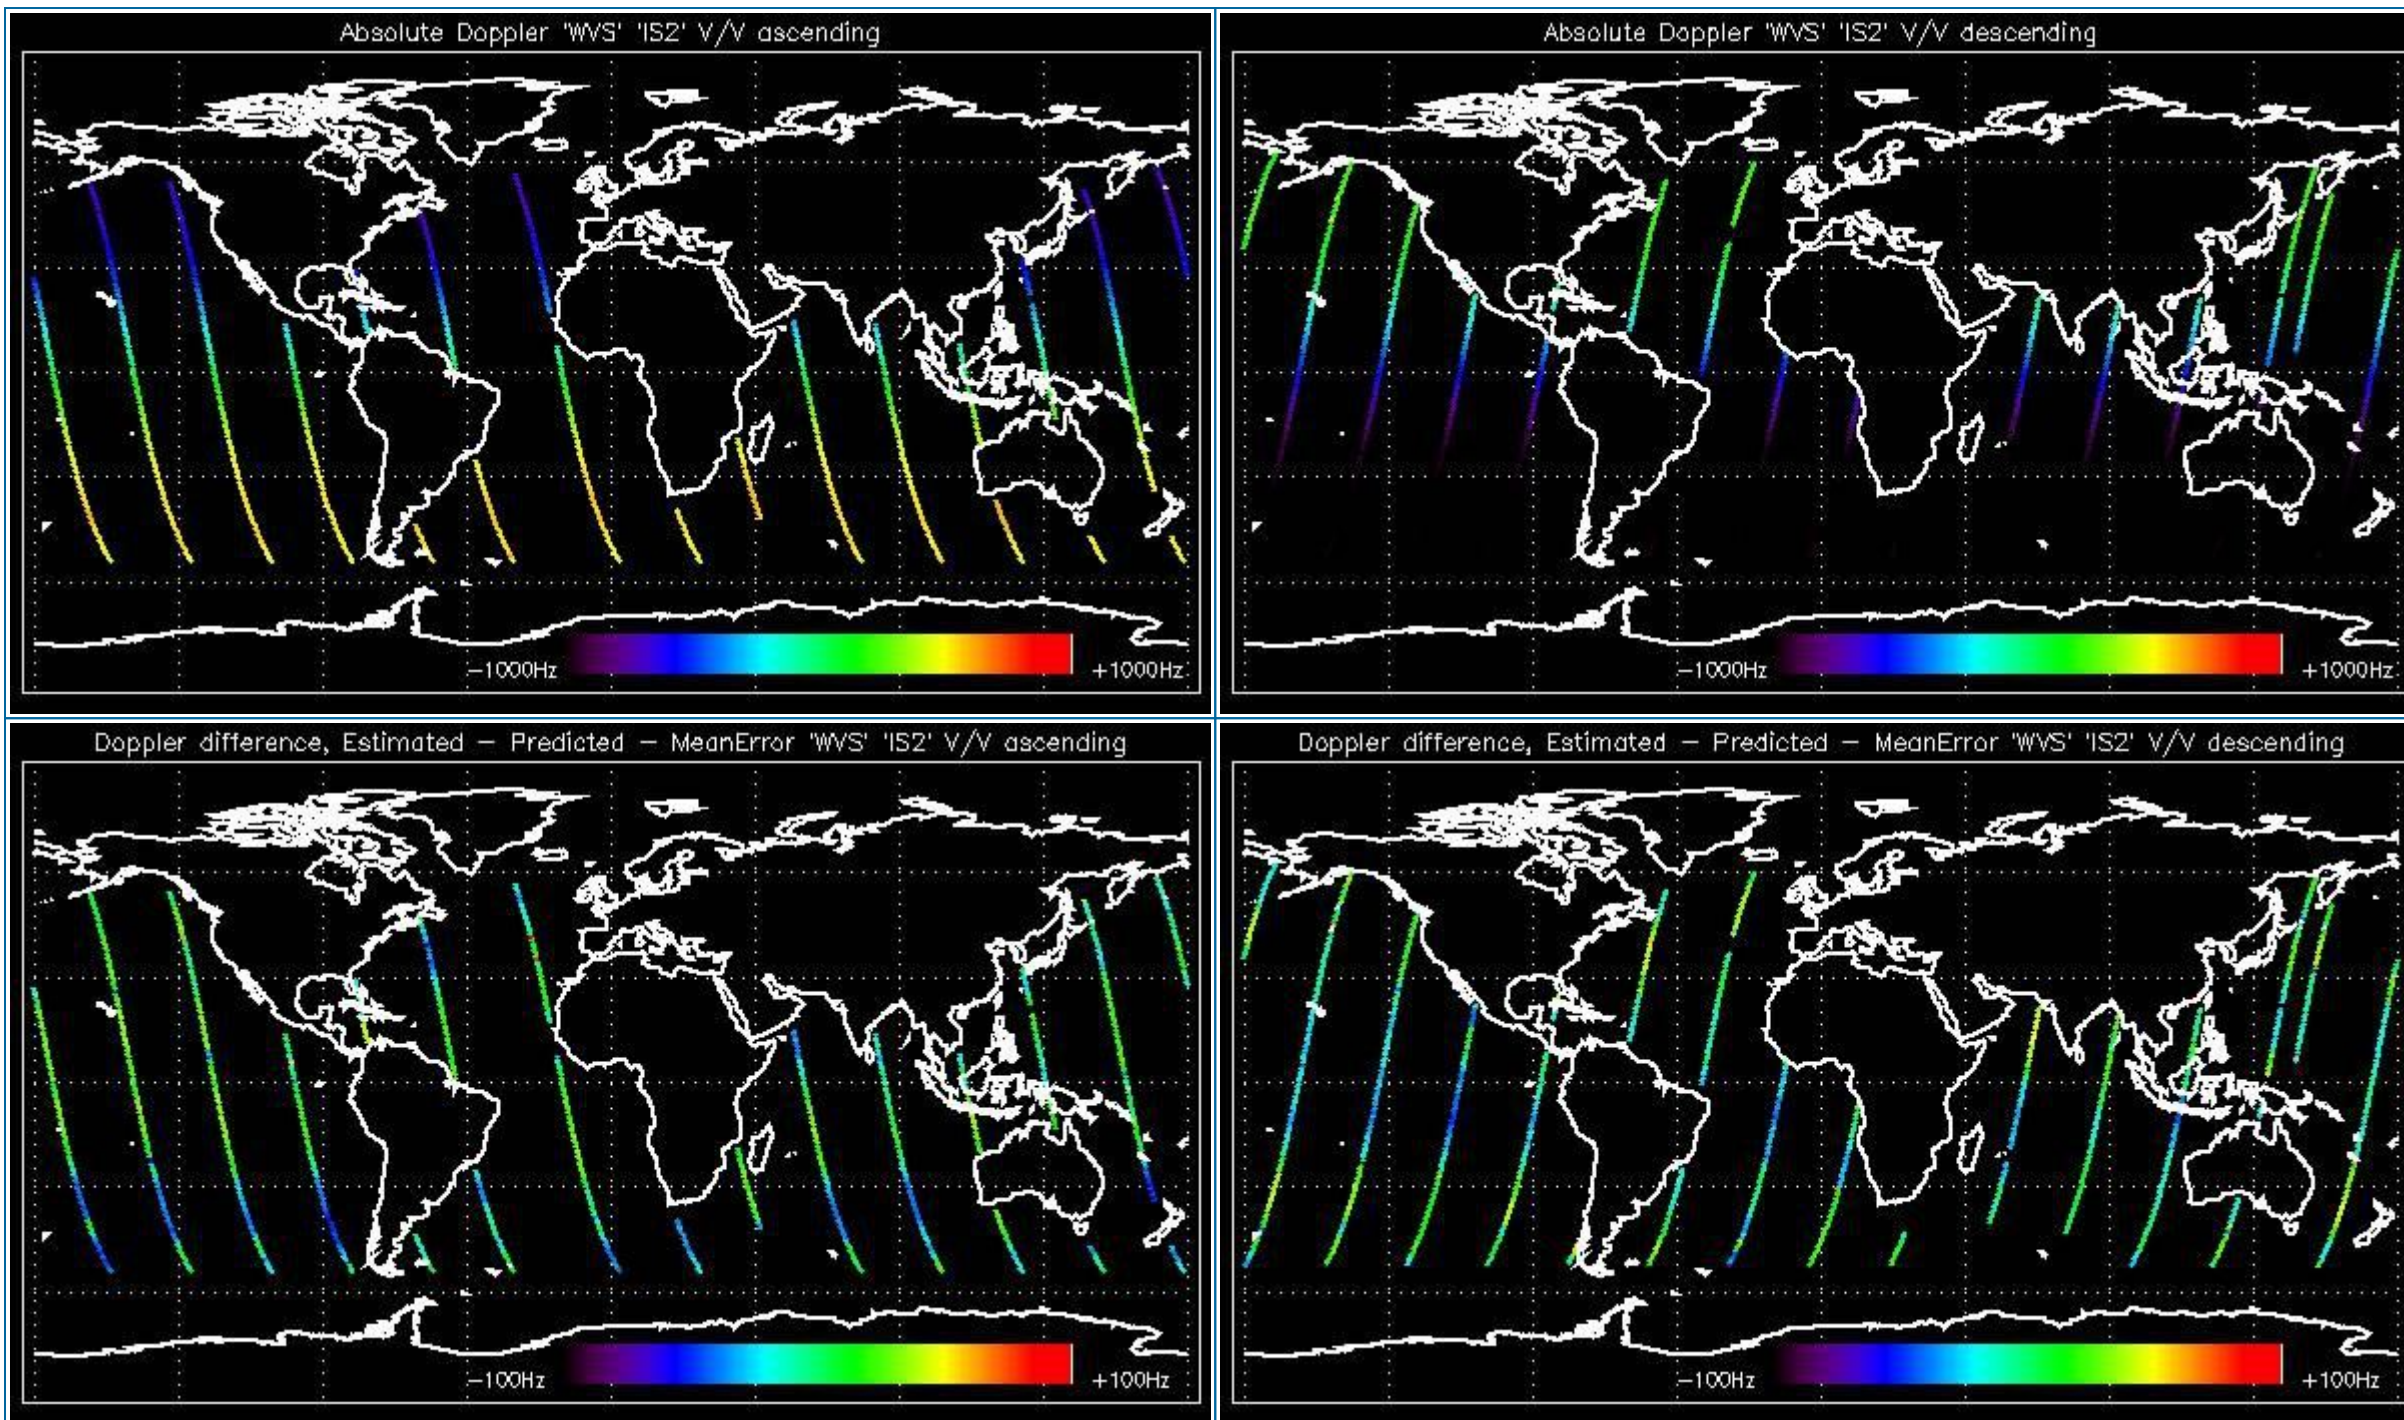 Absolute Doppler 'WVS' 'IS2' V/V ascending
-1000Hz
+1000Hz
Absolute Doppler 'WVS' 'IS2' V/V descending
-1000Hz
+1000Hz
Doppler difference, Estimated - Predicted - MeanError 'WVS' 'IS2' V/V ascending
-100Hz
+100Hz
Doppler difference, Estimated - Predicted - MeanError 'WVS' 'IS2' V/V descending
-100Hz
+100Hz